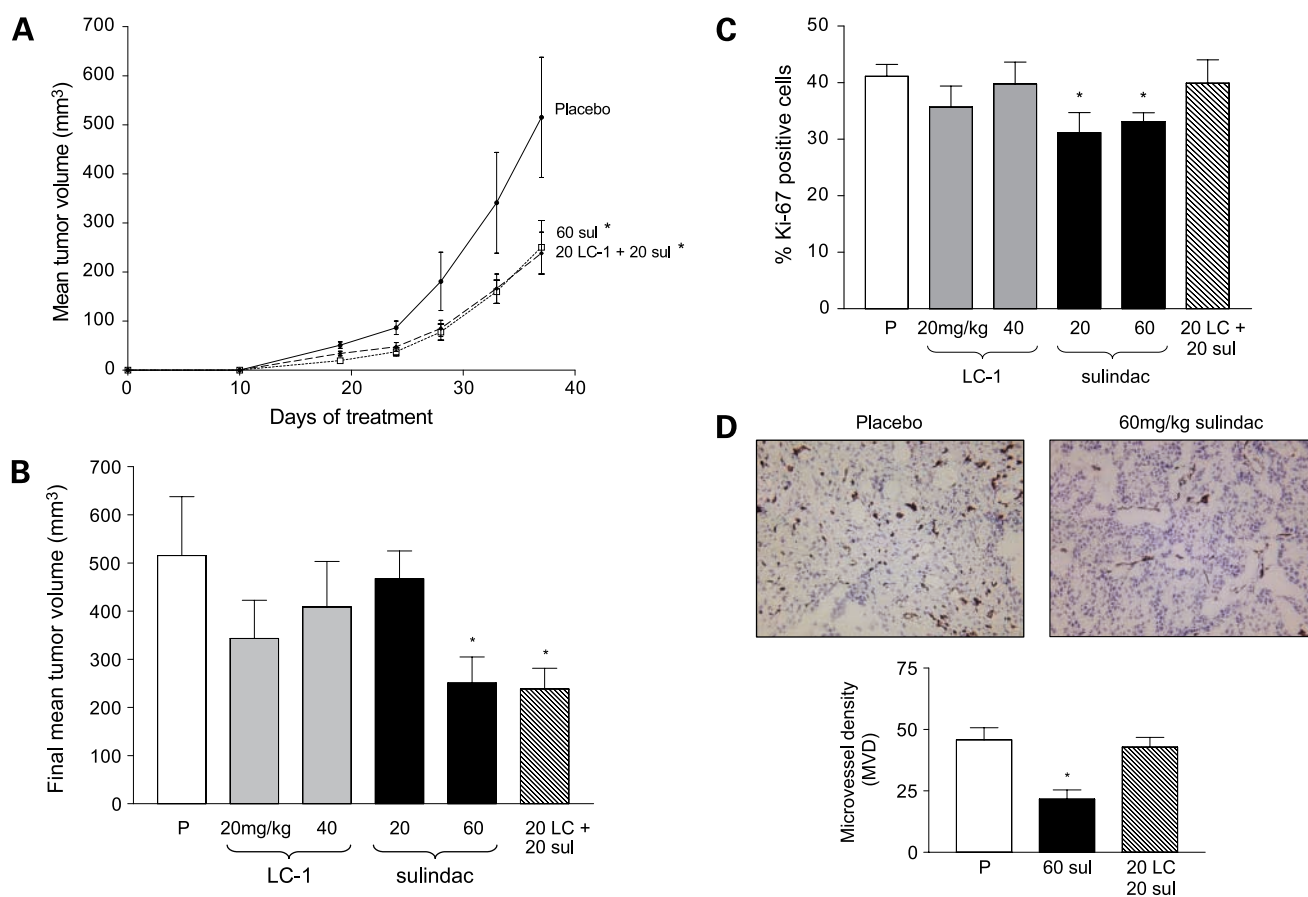 A
Mean tumor volume (mm3)
700
600
500
400
300
200
100
0
0 10 20 30 40
Days of treatment
Placebo
60 sul *
20 LC-1 + 20 sul *
B
Final mean tumor volume (mm3)
700
600
500
400
300
200
100
0
* *
P 20mg/kg 40 20 60 20 LC +
20 sul
LC-1 sulindac
C
% Ki-67 positive cells
50
40
30
20
10
0
* *
P 20mg/kg 40 20 60 20 LC +
20 sul
LC-1 sulindac
D
Placebo 60mg/kg sulindac
Microvessel density
(MVD)
75
50
25
0
*
P 60 sul 20 LC
20 sul